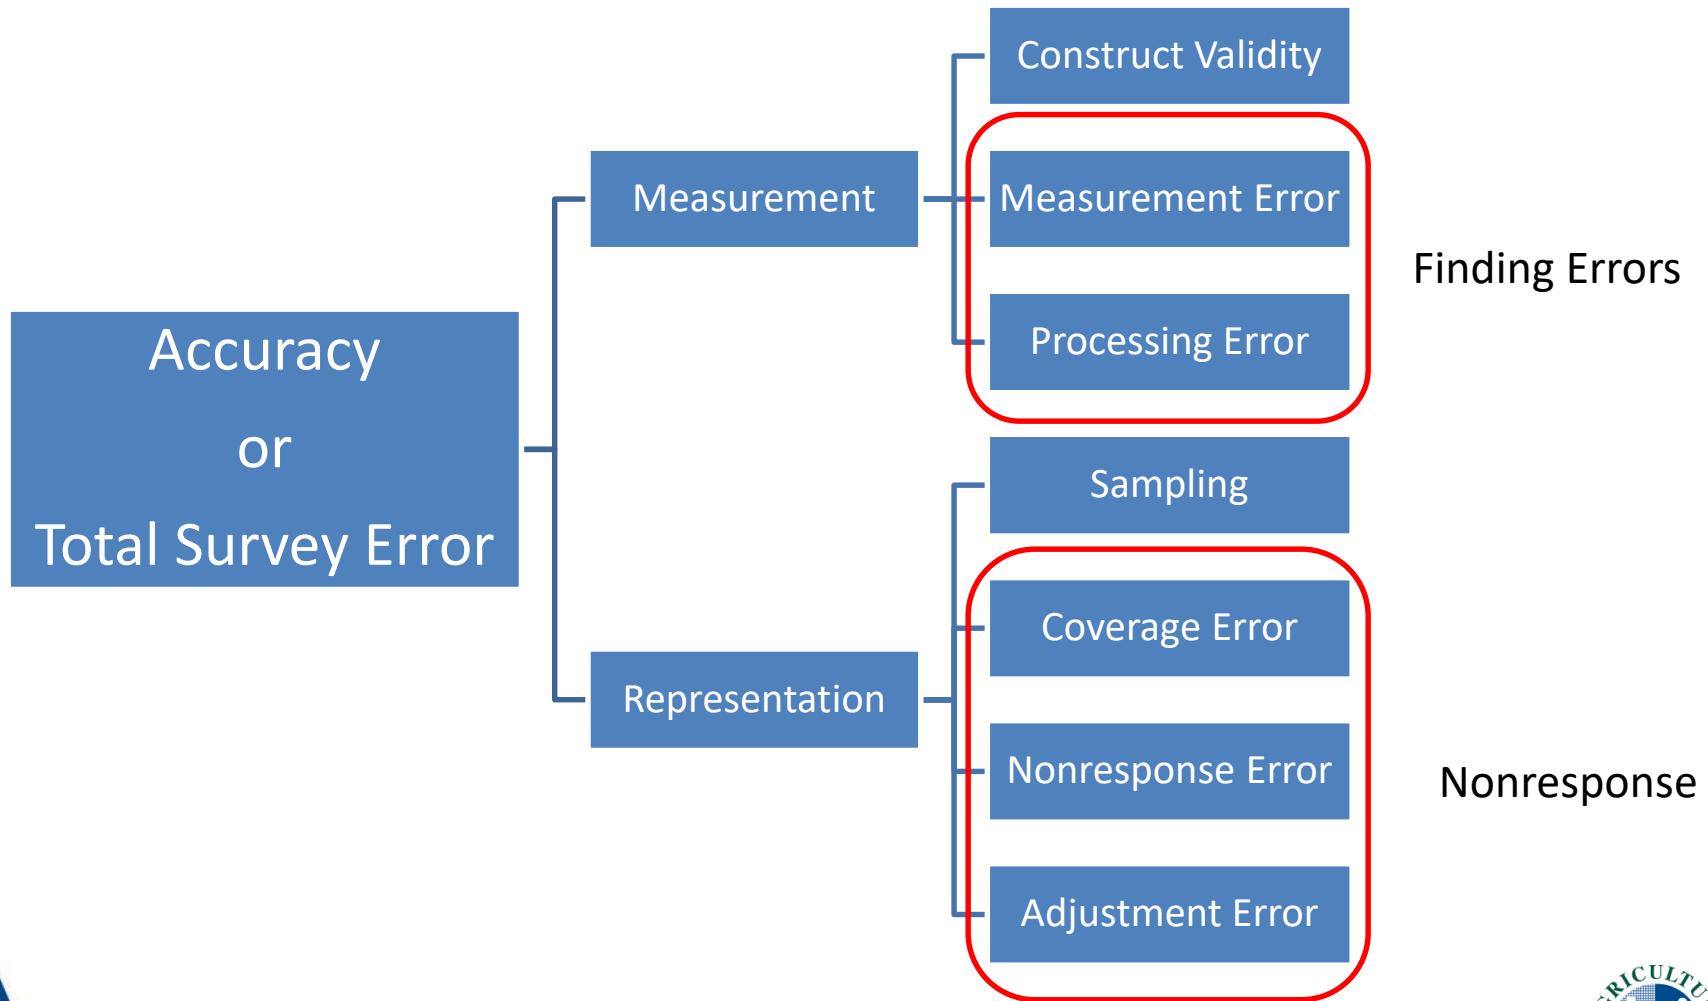 Accuracy
or
Total Survey Error
Measurement
Construct Validity
Measurement Error
Processing Error
Finding Errors
Representation
Sampling
Coverage Error
Nonresponse Error
Adjustment Error
Nonresponse